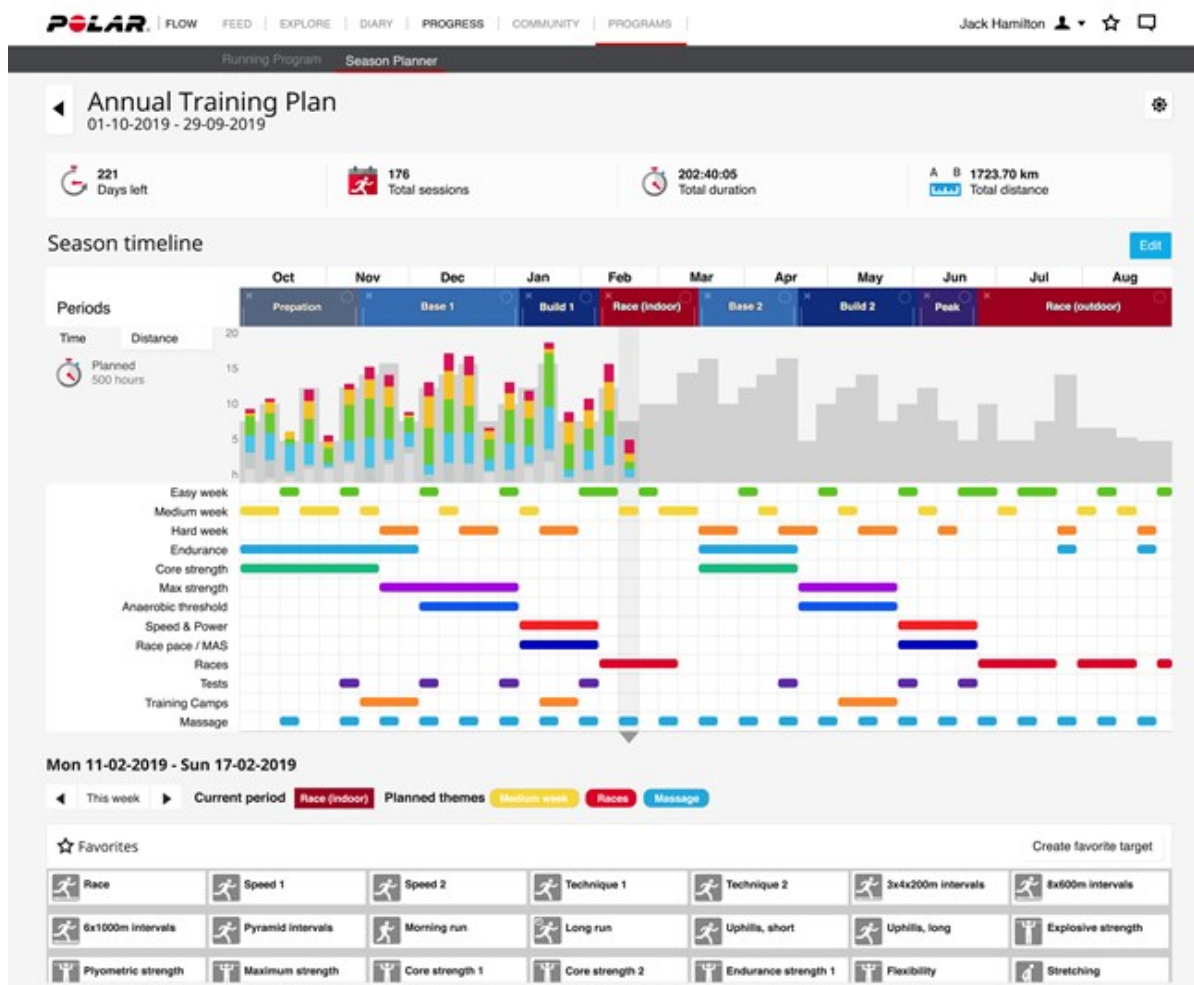 POLAR. FLOW FEED EXPLORE DIARY PROGRESS COMMUNITY PROGRAMS Jack Hamilton
Running Program Season Planner
Annual Training Plan
01-10-2019 - 29-09-2019
221 176 202:40:05 A B 1723.70 km
Days left Total sessions Total duration Total distance
Season timeline Edit
Oct Nov Dec Jan Feb Mar Apr May Jun Jul Aug
Periods Prepation Base 1 Build 1 Race (indoor) Base 2 Build 2 Peak Race (outdoor)
Time Distance 20
Planned 15
500 hours
10
5
h
Easy week
Medium week
Hard week
Endurance
Core strength
Max strength
Anaerobic threshold
Speed & Power
Race pace / MAS
Races
Tests
Training Camps
Massage
Mon 11-02-2019 - Sun 17-02-2019
This week Current period Race (indoor) Planned themes Medium week Races Massage
Favorites Create favorite target
Race Speed 1 Speed 2 Technique 1 Technique 2 3x4x200m intervals 8x600m intervals
6x1000m intervals Pyramid intervals Morning run Long run Uphills, short Uphills, long Explosive strength
Plyometric strength Maximum strength Core strength 1 Core strength 2 Endurance strength 1 Flexibility Stretching